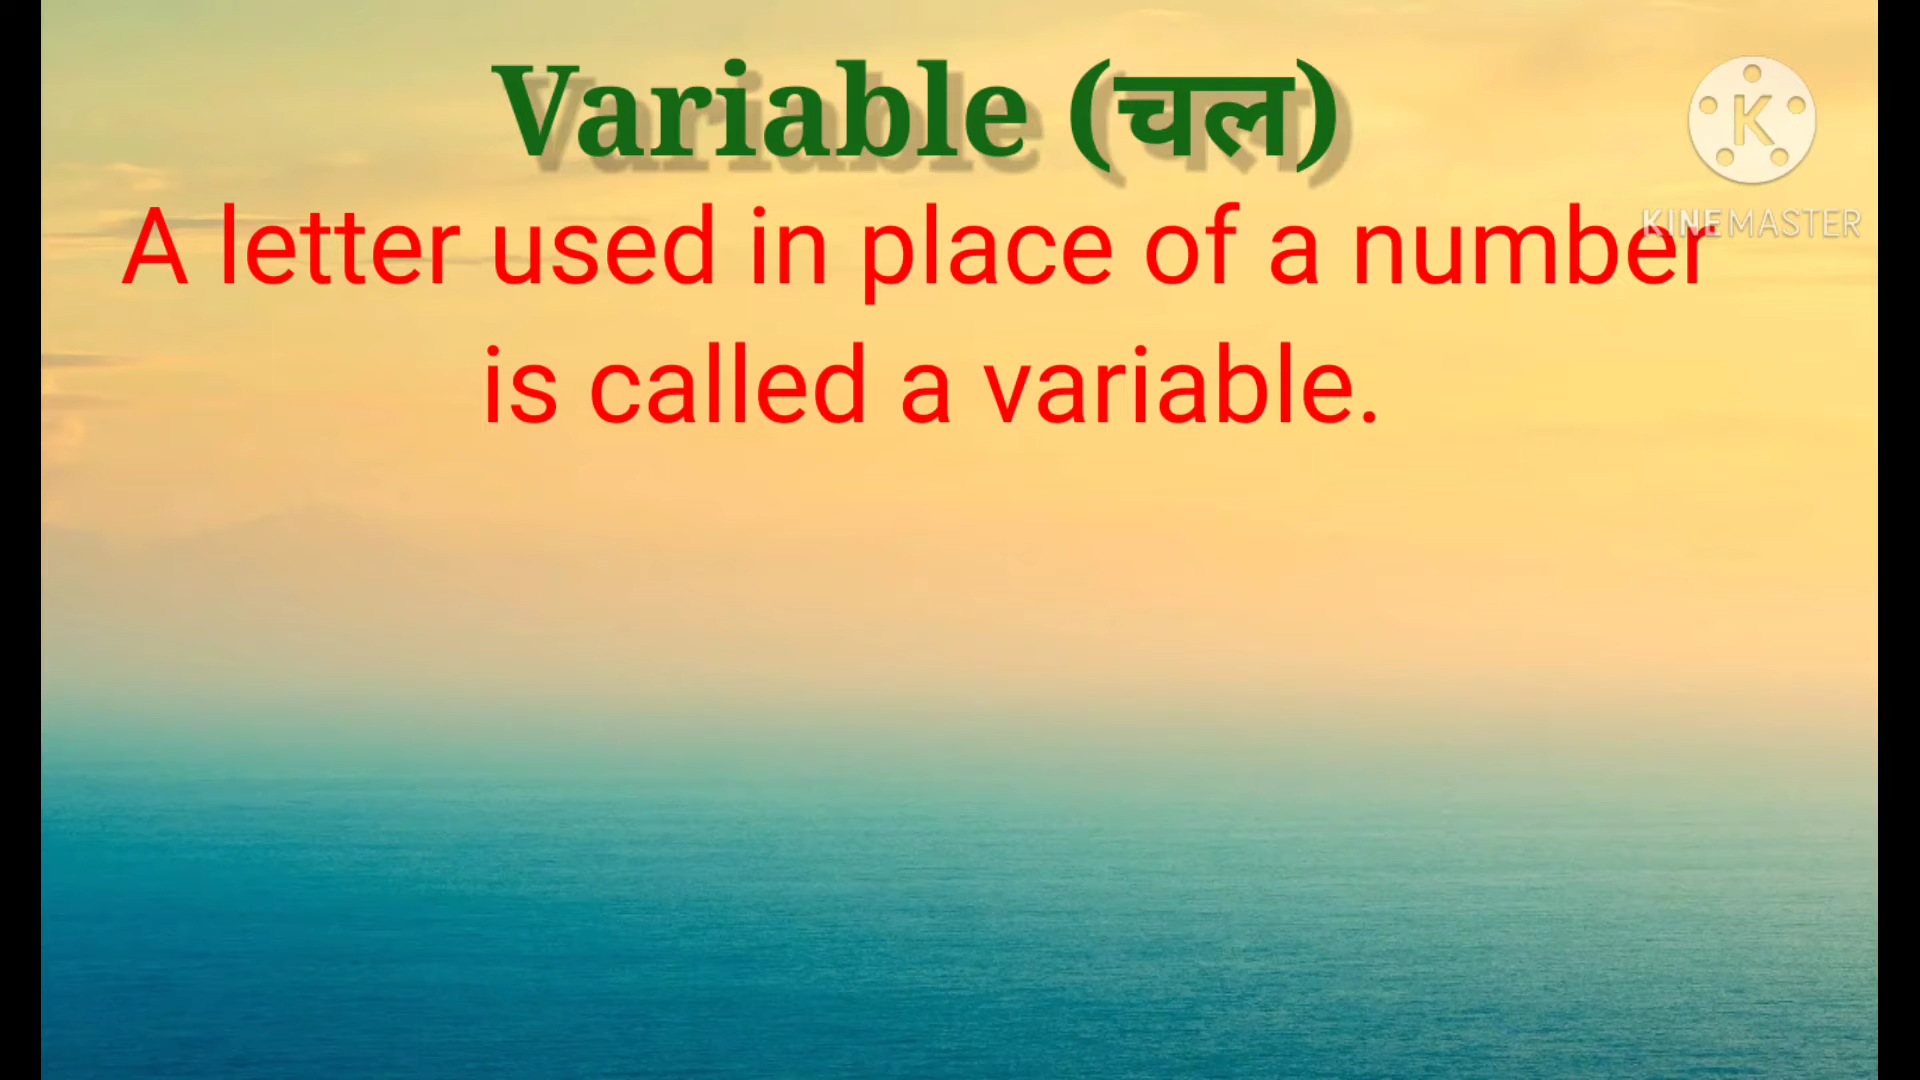 Variable (चल)
K
KINEMASTER
A letter used in place of a number
is called a variable.